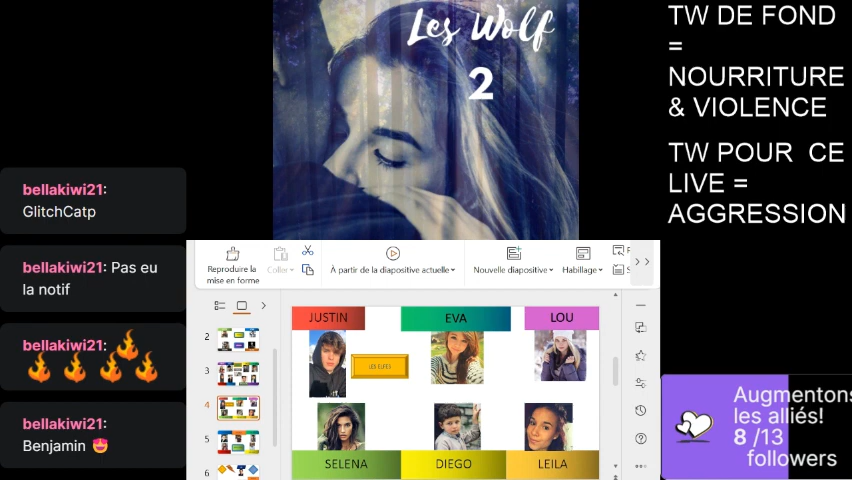 Les Wolf
2
TW DE FOND
=
NOURRITURE
& VIOLENCE
TW POUR CE
LIVE =
AGGRESSION
bellakiwi21:
GlitchCatp
bellakiwi21: Pas eu
la notif
bellakiwi21:
bellakiwi21:
Benjamin
Reproduire la
mise en forme
Coller
À partir de la diapositive actuelle
Nouvelle diapositive
Habillage
2
3
4
5
6
JUSTIN
EVA
LOU
LES ELFES
SELENA
DIEGO
LEILA
Augmentons
les alliés!
8 /13
followers